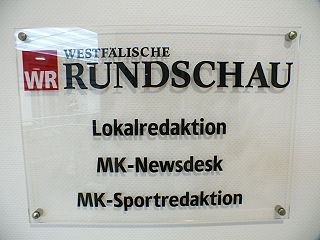 WESTFÄLISCHE
WR RUNDSCHAU
Lokalredaktion
MK-Newsdesk
MK-Sportredaktion